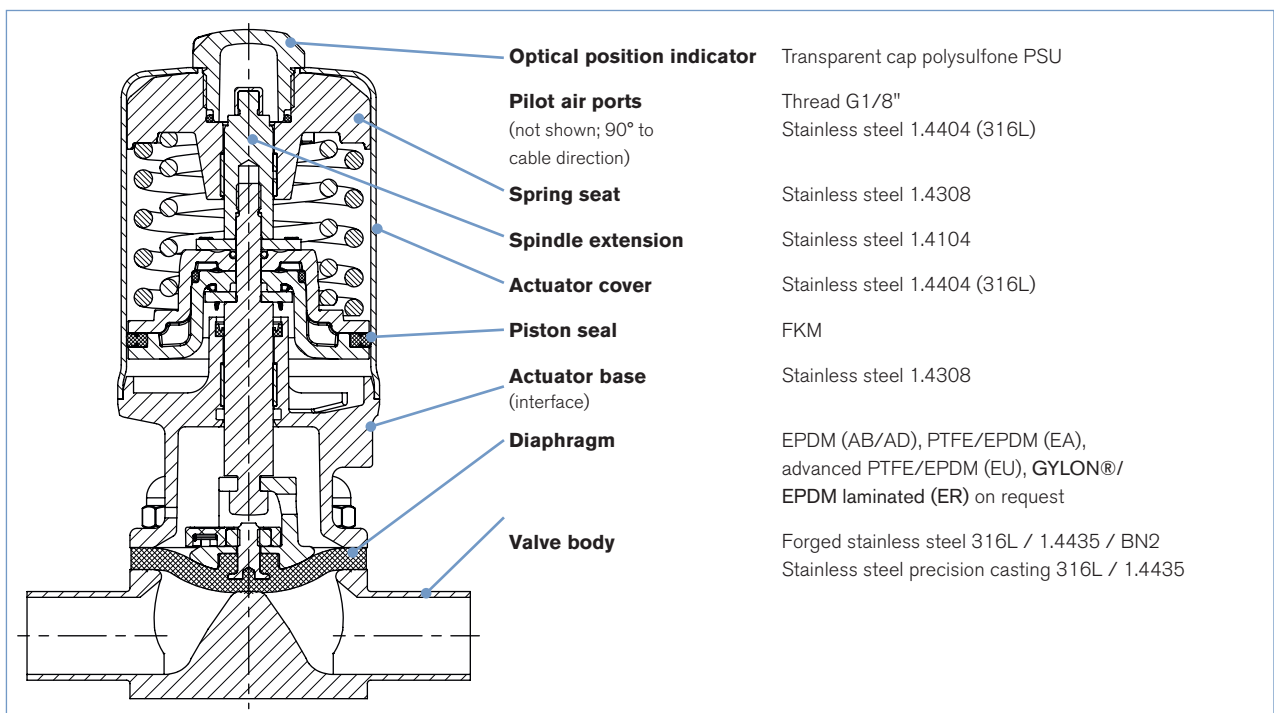 Optical position indicator Transparent cap polysulfone PSU
Pilot air ports Thread G1/8"
(not shown; 90° to Stainless steel 1.4404 (316L)
cable direction)
Spring seat Stainless steel 1.4308
Spindle extension Stainless steel 1.4104
Actuator cover Stainless steel 1.4404 (316L)
Piston seal FKM
Actuator base Stainless steel 1.4308
(interface)
Diaphragm EPDM (AB/AD), PTFE/EPDM (EA),
advanced PTFE/EPDM (EU), GYLON®/
EPDM laminated (ER) on request
Valve body Forged stainless steel 316L / 1.4435 / BN2
Stainless steel precision casting 316L / 1.4435